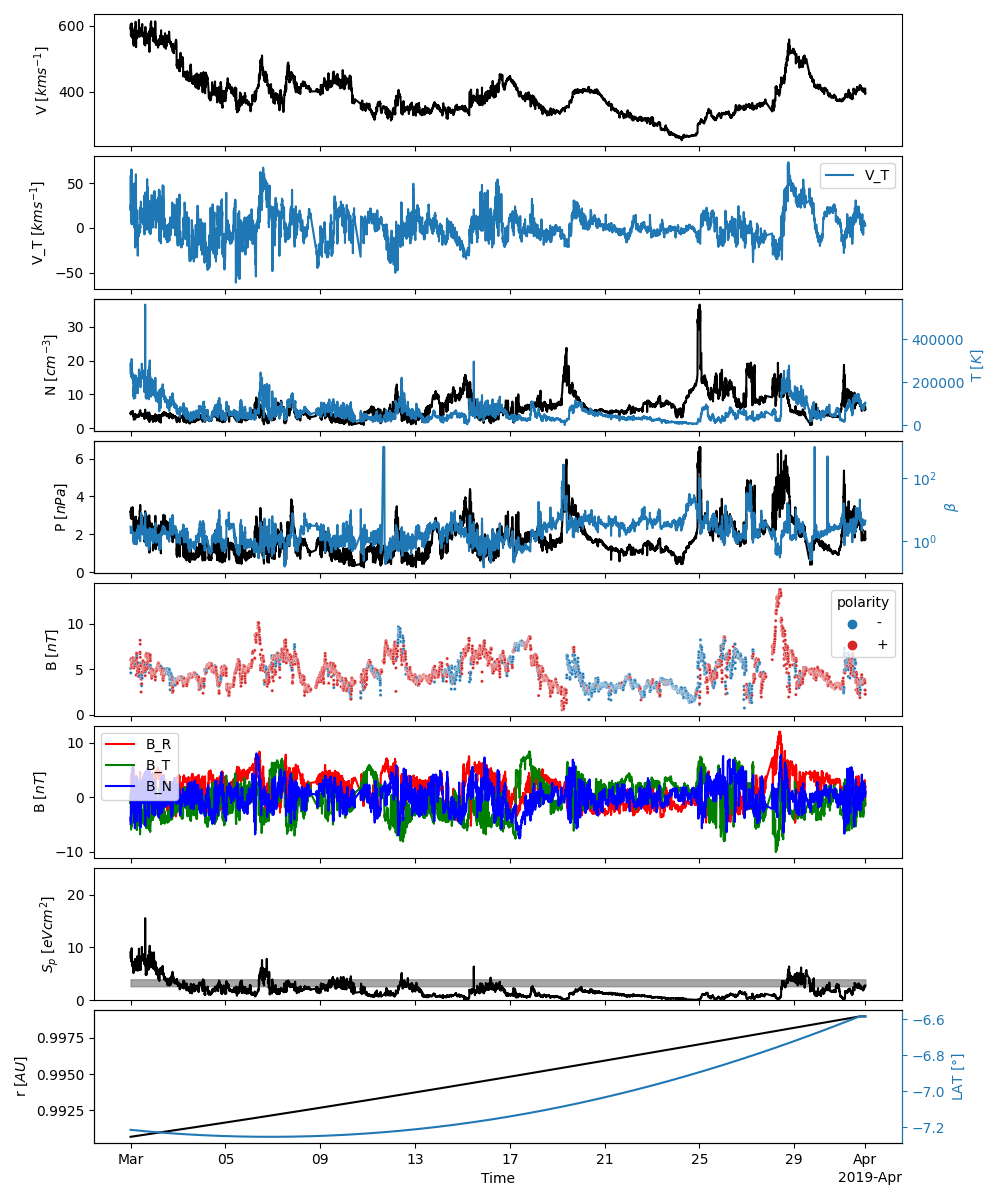 600
400
V [kms⁻¹]
50
0
−50
V_T [kms⁻¹]
V_T
30
20
10
0
N [cm⁻³]
400000
200000
0
T [K]
6
4
2
0
P [nPa]
10²
10⁰
β
10
5
0
B [nT]
polarity
-
+
10
0
−10
B [nT]
B_R
B_T
B_N
20
10
0
Sₚ [eVcm²]
0.9975
0.9950
0.9925
r [AU]
−6.6
−6.8
−7.0
−7.2
LAT [°]
Mar 05 09 13 17 21 25 29 Apr
Time
2019-Apr